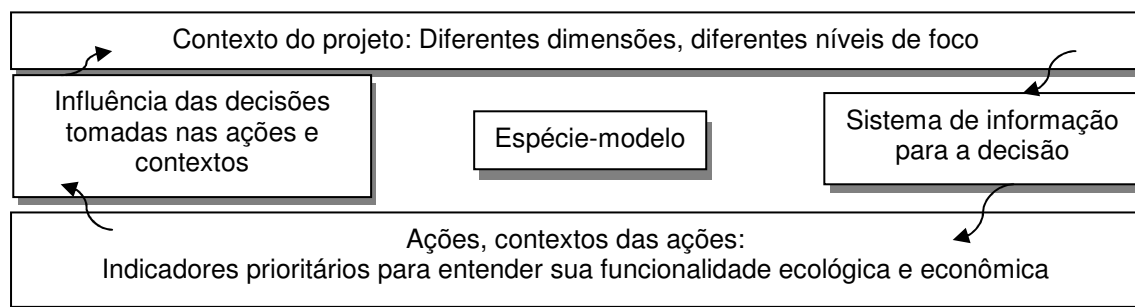 Contexto do projeto: Diferentes dimensões, diferentes níveis de foco
Influência das decisões
tomadas nas ações e
contextos
Espécie-modelo
Sistema de informação
para a decisão
Ações, contextos das ações:
Indicadores prioritários para entender sua funcionalidade ecológica e econômica